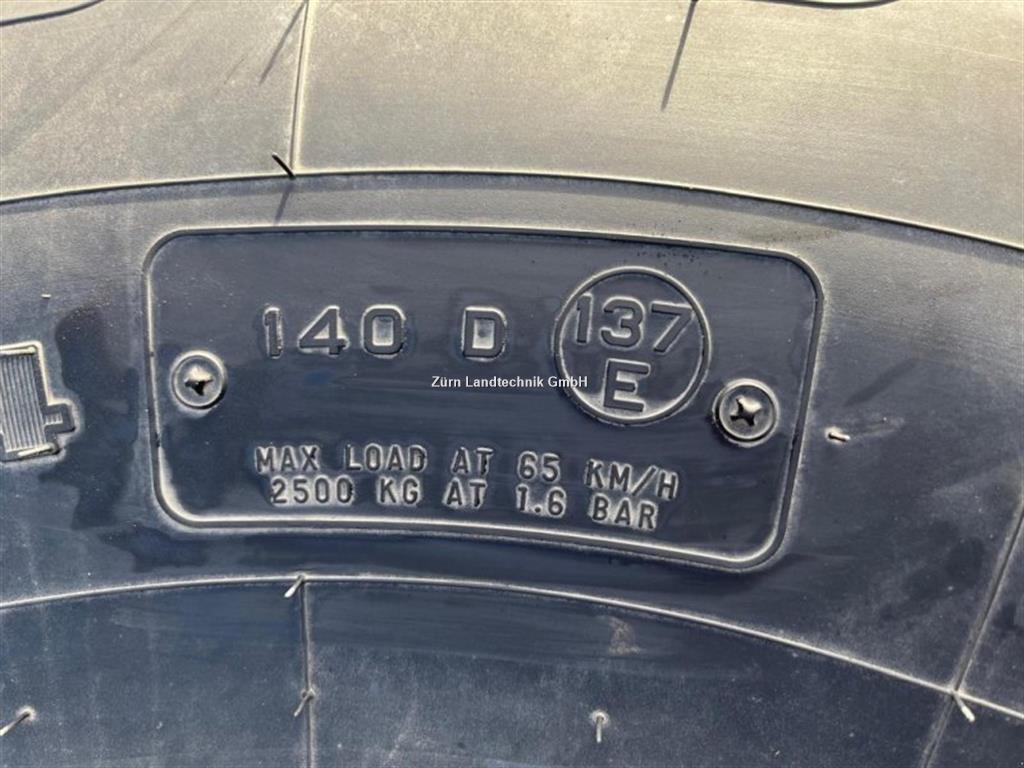 140 D 137
E
Zürn Landtechnik GmbH
MAX LOAD AT 65 KM/H
2500 KG AT 1.6 BAR